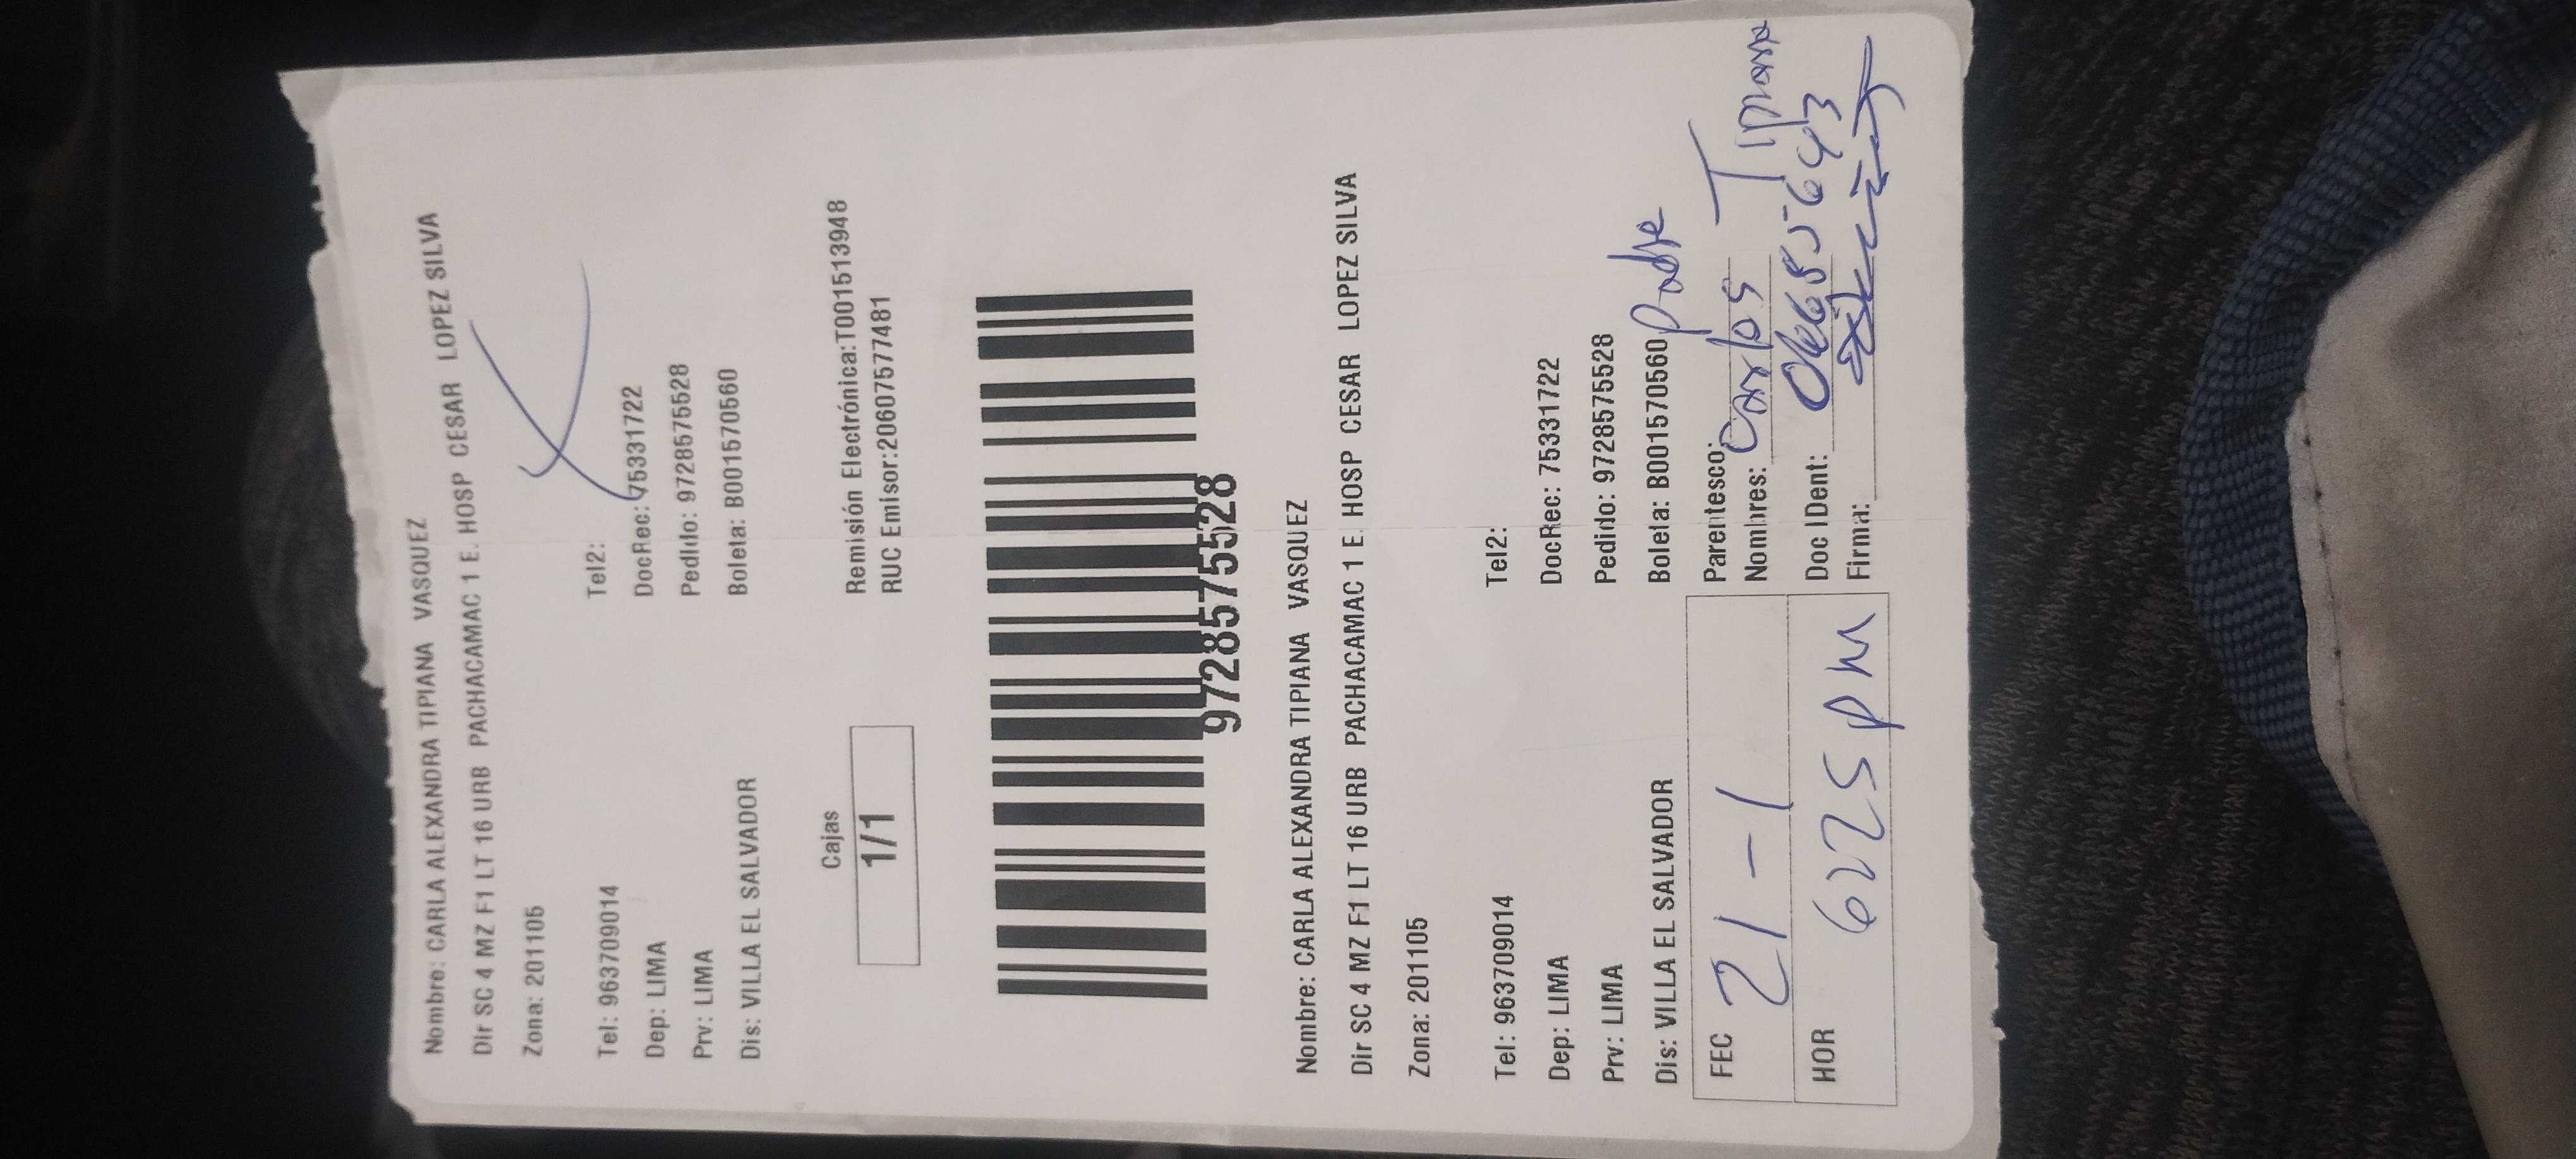 Nombre: CARLA ALEXANDRA TIPIANA VASQUEZ
Dir SC 4 MZ F1 LT 16 URB PACHACAMAC 1 E. HOSP CESAR LOPEZ SILVA
Zona: 201105
Tel: 963709014 Tel2:
Dep: LIMA DocRec: 75331722
Prv: LIMA Pedido: 9728575528
Dis: VILLA EL SALVADOR Boleta: B001570560
Cajas Remisión Electrónica:T001513948
1/1 RUC Emisor:20607577481
9728575528
Nombre: CARLA ALEXANDRA TIPIANA VASQUEZ
Dir SC 4 MZ F1 LT 16 URB PACHACAMAC 1 E. HOSP CESAR LOPEZ SILVA
Zona: 201105
Tel: 963709014 Tel2:
Dep: LIMA DocRec: 75331722
Prv: LIMA Pedido: 9728575528
Dis: VILLA EL SALVADOR Boleta: B001570560
FEC 21-1 Parentesco: Padre
Nombres: Carlos
HOR 6:25 pm Doc IDent:
Firma: